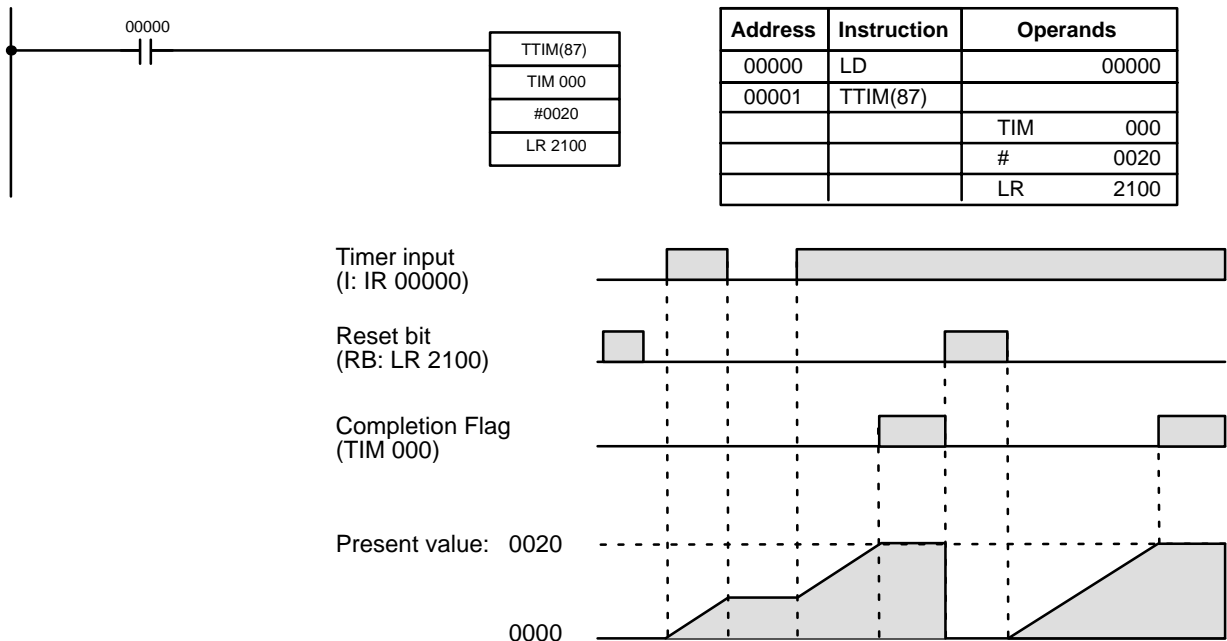 00000
TTIM(87)
TIM 000
#0020
LR 2100
Address Instruction Operands
00000 LD 00000
00001 TTIM(87)
TIM 000
# 0020
LR 2100
Timer input
(I: IR 00000)
Reset bit
(RB: LR 2100)
Completion Flag
(TIM 000)
Present value: 0020
0000